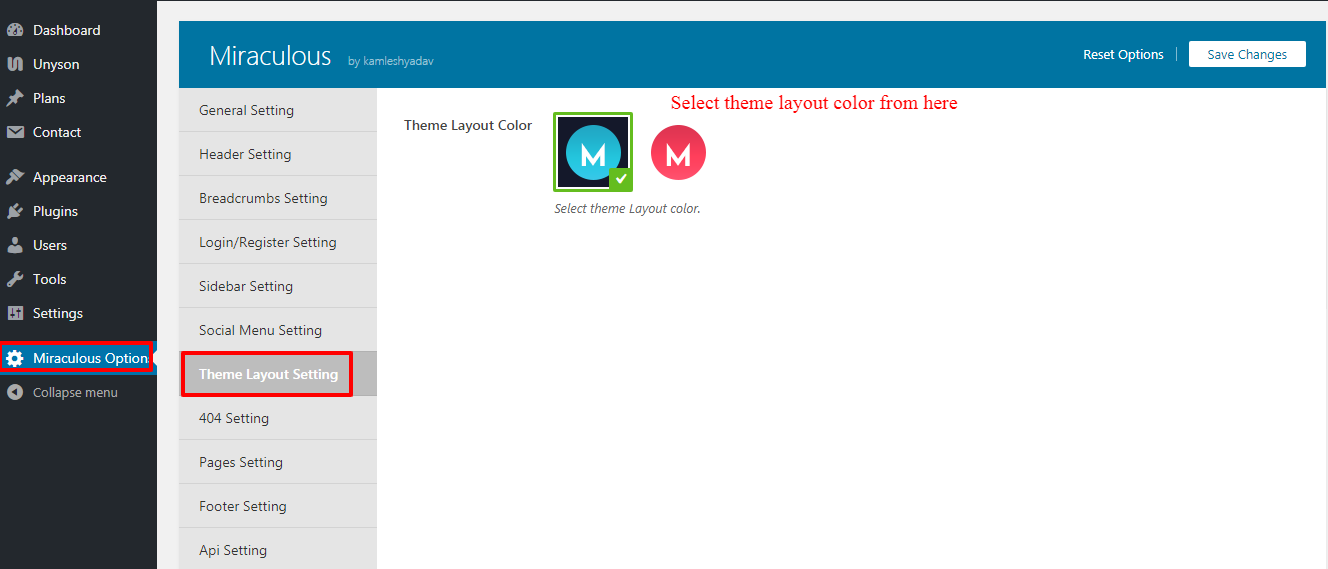 Dashboard
Unyson
Plans
Contact
Appearance
Plugins
Users
Tools
Settings
Miraculous Option
Collapse menu
Miraculous by kamleshyadav
Reset Options
Save Changes
General Setting
Header Setting
Breadcrumbs Setting
Login/Register Setting
Sidebar Setting
Social Menu Setting
Theme Layout Setting
404 Setting
Pages Setting
Footer Setting
Api Setting
Select theme layout color from here
Theme Layout Color
M
M
Select theme Layout color.